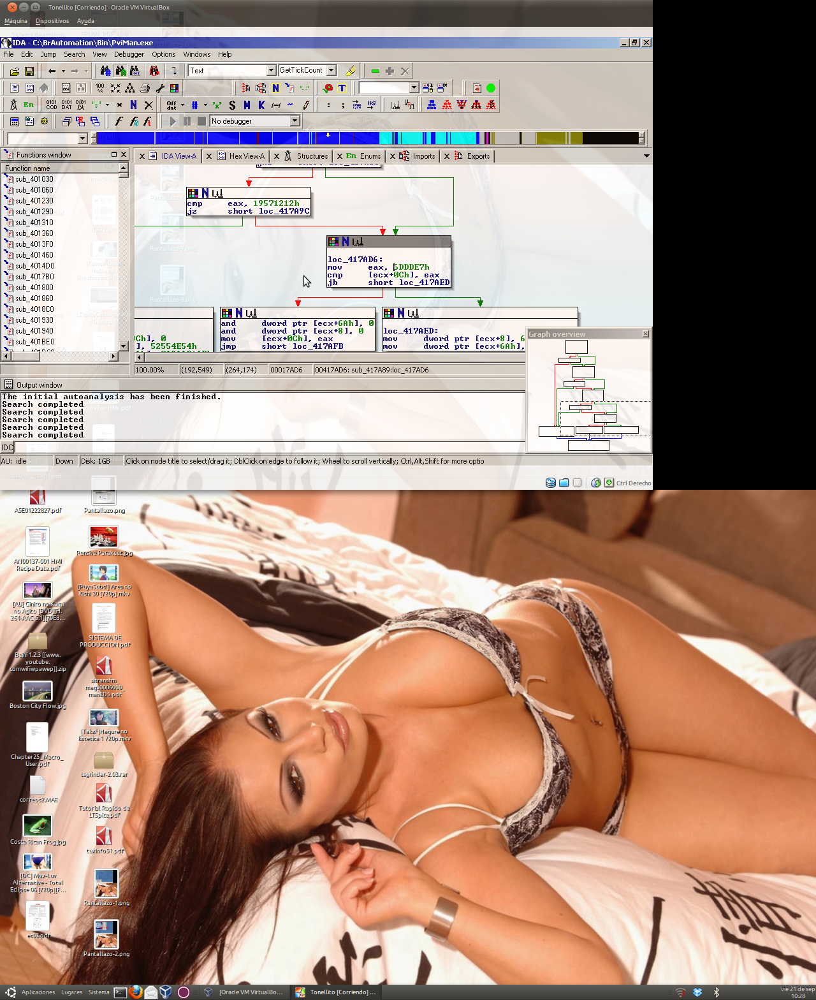 Tonellito [Corriendo] - Oracle VM VirtualBox
Máquina Dispositivos Ayuda
IDA - C:\BrAutomation\Bin\PviMan.exe
File Edit Jump Search View Debugger Options Windows Help
Text GetTickCount
No debugger
Functions window
IDA View-A Hex View-A Structures En Enums Imports Exports
Function name
sub_401030
sub_401060
sub_401230
sub_401290
sub_401310
sub_401360
sub_4013F0
sub_401460
sub_4014D0
sub_4017B0
sub_401800
sub_401860
sub_4018C0
sub_401930
sub_401940
sub_401BE0
cmp eax, 19571212h
jz short loc_417A9C
loc_417AD6:
mov eax, 6DDDE7h
cmp [ecx+0Ch], eax
jb short loc_417AED
Ch], 0
], 52554E54h
and dword ptr [ecx+6Ah], 0
and dword ptr [ecx+8], 0
mov [ecx+0Ch], eax
jmp short loc_417AFB
loc_417AED:
mov dword ptr [ecx+8], 6
mov dword ptr [ecx+6Ah],
Graph overview
100.00% (192,549) (264,174) 00017AD6 00417AD6: sub_417A89:loc_417AD6
Output window
The initial autoanalysis has been finished.
Search completed
Search completed
Search completed
Search completed
Search completed
IDC
AU: idle Down Disk: 1GB Click on node title to select/drag it; DblClick on edge to follow it; Wheel to scroll vertically; Ctrl,Alt,Shift for more optio
Ctrl Derecho
ASE01222827.pdf
AN00137-001 HMI
Recipe Data.pdf
[AU] Giniro no Kami
no Agito [DVD][H.
264-AAC-5.1][79E8...
Beini 1.2.3 [[www.
youtube.
comwifiwpawep]].zip
Boston City Flow.jpg
Chapter25_Macro_
User.pdf
correos2.MAE
Costa Rican Frog.jpg
[DC] Muv-Luv
Alternative - Total
Eclipse 06 [720p][F...
ec03.pdf
Pantallazo.png
Pensive Parakeet.jpg
[PuyaSubs!] Area no
Kishi 30 [720p].mkv
SISTEMA DE
PRODUCCION.pdf
sitransfm_
mag50006000_
manEDS.pdf
[TakzF]Hagure no
Estetica 1 720p.mkv
tsgrinder-2.03.rar
Tutorial Rapido de
LTSpice.pdf
tuxinfo51.pdf
Pantallazo-1.png
Pantallazo-2.png
Aplicaciones Lugares Sistema [Oracle VM VirtualBo... Tonellito [Corriendo] ...
vie 21 de sep
10:28